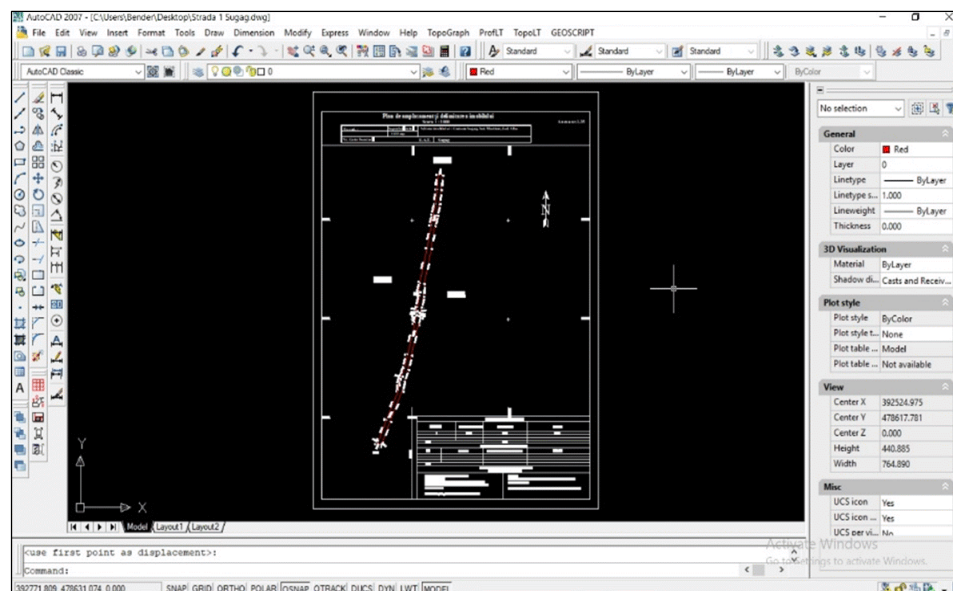 AutoCAD 2007 - [C:\Users\Bender\Desktop\Strada 1 Sugag.dwg]
File Edit View Insert Format Tools Draw Dimension Modify Express Window Help TopoGraph ProfLT TopoLT GEOSCRIPT
Standard Standard Standard
AutoCAD Classic 0 Red ByLayer ByLayer ByColor
No selection
General
Color Red
Layer 0
Linetype ByLayer
Linetype s... 1.000
Lineweight ByLayer
Thickness 0.000
3D Visualization
Material ByLayer
Shadow di... Casts and Receiv...
Plot style
Plot style ByColor
Plot style t... None
Plot table ... Model
Plot table ... Not available
View
Center X 392524.975
Center Y 478617.781
Center Z 0.000
Height 440.885
Width 764.890
Misc
UCS icon Yes
UCS icon ... Yes
UCS per vi... No
Plan de amplasament și delimitare a imobilului
Scara 1:1000
N
A
Y
X
Model Layout1 Layout2
<use first point as displacement>:
Command:
Activate Windows
Go to Settings to activate Windows.
392771.809, 478631.074, 0.000 SNAP GRID ORTHO POLAR OSNAP OTRACK DUCS DYN LWT MODEL